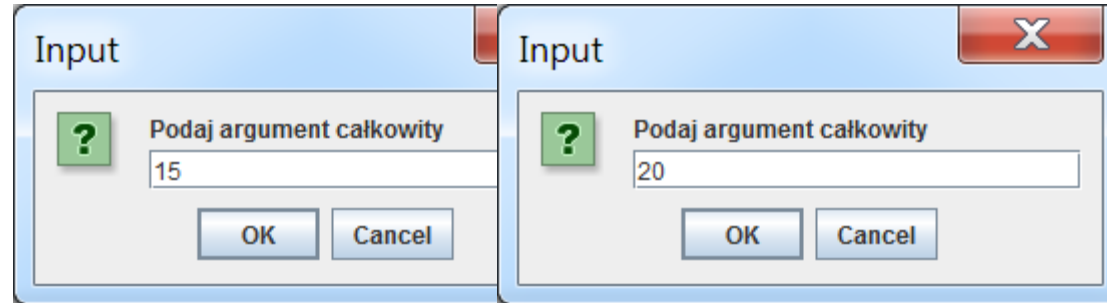 Input
?
Podaj argument całkowity
15
OK Cancel
Input
X
?
Podaj argument całkowity
20
OK Cancel